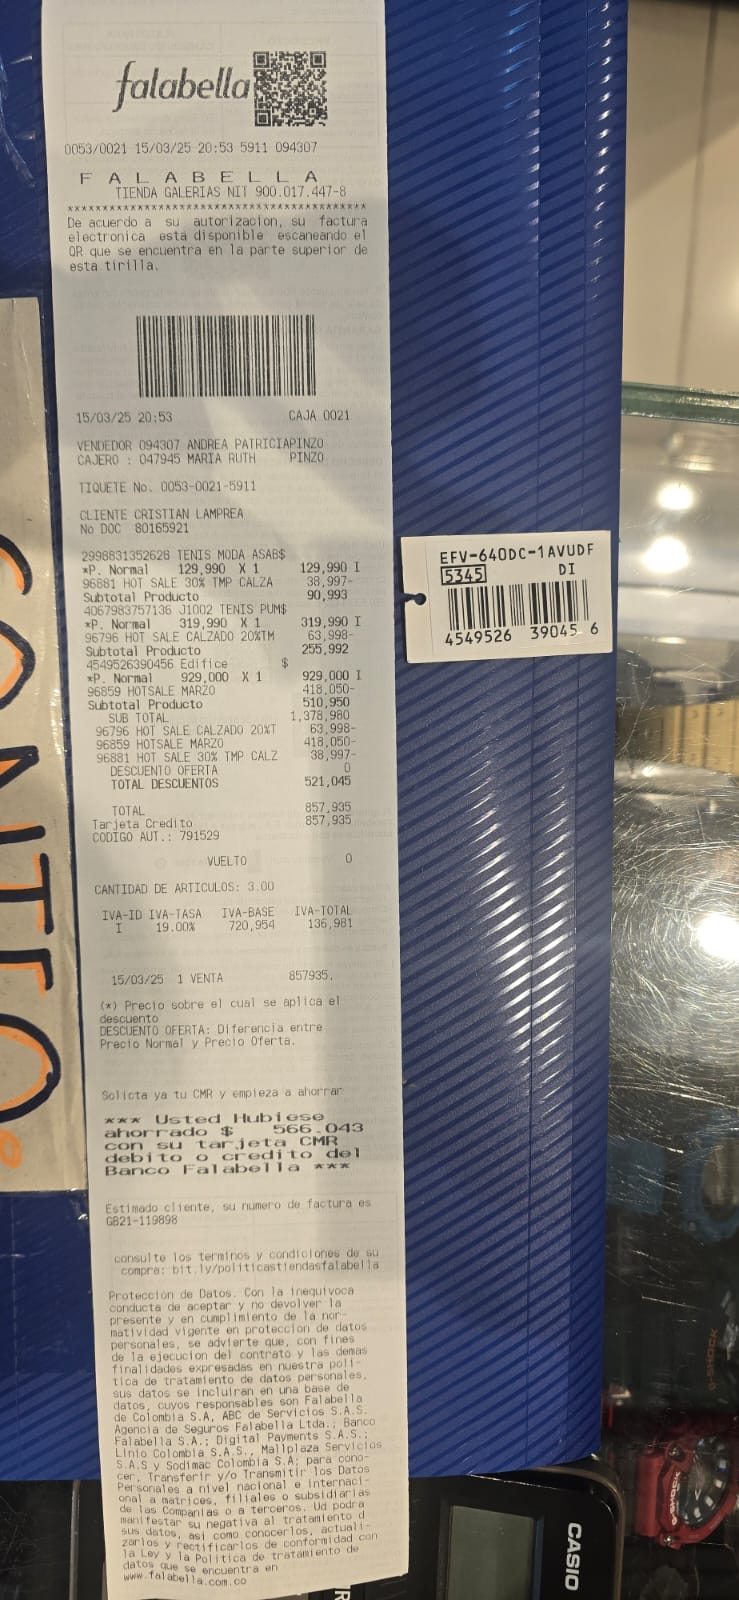 falabella
0053/0021 15/03/25 20:53 5911 094307
F A L A B E L L A
TIENDA GALERIAS NIT 900.017.447-8
******************************************
De acuerdo a su autorizacion, su factura
electronica esta disponible escaneando el
QR que se encuentra en la parte superior de
esta tirilla.
15/03/25 20:53 CAJA 0021
VENDEDOR 094307 ANDREA PATRICIAPINZO
CAJERO : 047945 MARIA RUTH PINZO
TIQUETE No. 0053-0021-5911
CLIENTE CRISTIAN LAMPREA
No DOC 80165921
2998831352628 TENIS MODA ASAB$
*P. Normal 129,990 X 1 129,990 I
96881 HOT SALE 30% TMP CALZA 38,997-
Subtotal Producto 90,993
4067983757136 J1002 TENIS PUM$
*P. Normal 319,990 X 1 319,990 I
96796 HOT SALE CALZADO 20%TM 63,998-
Subtotal Producto 255,992
4549526390456 Edifice $
*P. Normal 929,000 X 1 929,000 I
96859 HOTSALE MARZO 418,050-
Subtotal Producto 510,950
SUB TOTAL 1,378,980
96796 HOT SALE CALZADO 20%T 63,998-
96859 HOTSALE MARZO 418,050-
96881 HOT SALE 30% TMP CALZ 38,997-
DESCUENTO OFERTA 0
TOTAL DESCUENTOS 521,045
TOTAL 857,935
Tarjeta Credito 857,935
CODIGO AUT.: 791529
VUELTO 0
CANTIDAD DE ARTICULOS: 3.00
IVA-ID IVA-TASA IVA-BASE IVA-TOTAL
I 19.00% 720,954 136,981
15/03/25 1 VENTA 857935,
(*) Precio sobre el cual se aplica el
descuento
DESCUENTO OFERTA: Diferencia entre
Precio Normal y Precio Oferta.
Solicta ya tu CMR y empieza a ahorrar
*** Usted Hubiese
ahorrado $ 566.043
con su tarjeta CMR
debito o credito del
Banco Falabella ***
Estimado cliente, su numero de factura es
GB21-119898
consulte los terminos y condiciones de su
compra: bit.ly/politicastiendasfalabella
Proteccion de Datos. Con la inequivoca
conducta de aceptar y no devolver la
presente y en cumplimiento de la nor-
matividad vigente en proteccion de datos
personales, se advierte que, con fines
de la ejecucion del contrato y las demas
finalidades expresadas en nuestra poli-
tica de tratamiento de datos personales,
sus datos se incluiran en una base de
datos, cuyos responsables son Falabella
de Colombia S.A, ABC de Servicios S.A.S.
Agencia de Seguros Falabella Ltda.; Banco
Falabella S.A.; Digital Payments S.A.S.;
Linio Colombia S.A.S., Mallplaza Servicios
S.A.S y Sodimac Colombia S.A; para cono-
cer, Transferir y/o Transmitir los Datos
Personales a nivel nacional e internaci-
onal a matrices, filiales o subsidiarias
de las Companias o a terceros. Ud podra
manifestar su negativa al tratamiento d
sus datos, asi como conocerlos, actuali-
zarlos y rectificarlos de conformidad con
la Ley y la Politica de tratamiento de
datos que se encuentra en
www.falabella.com.co
EFV-640DC-1AVUDF
5345 DI
4549526 39045 6
CASIO
G-SHOCK